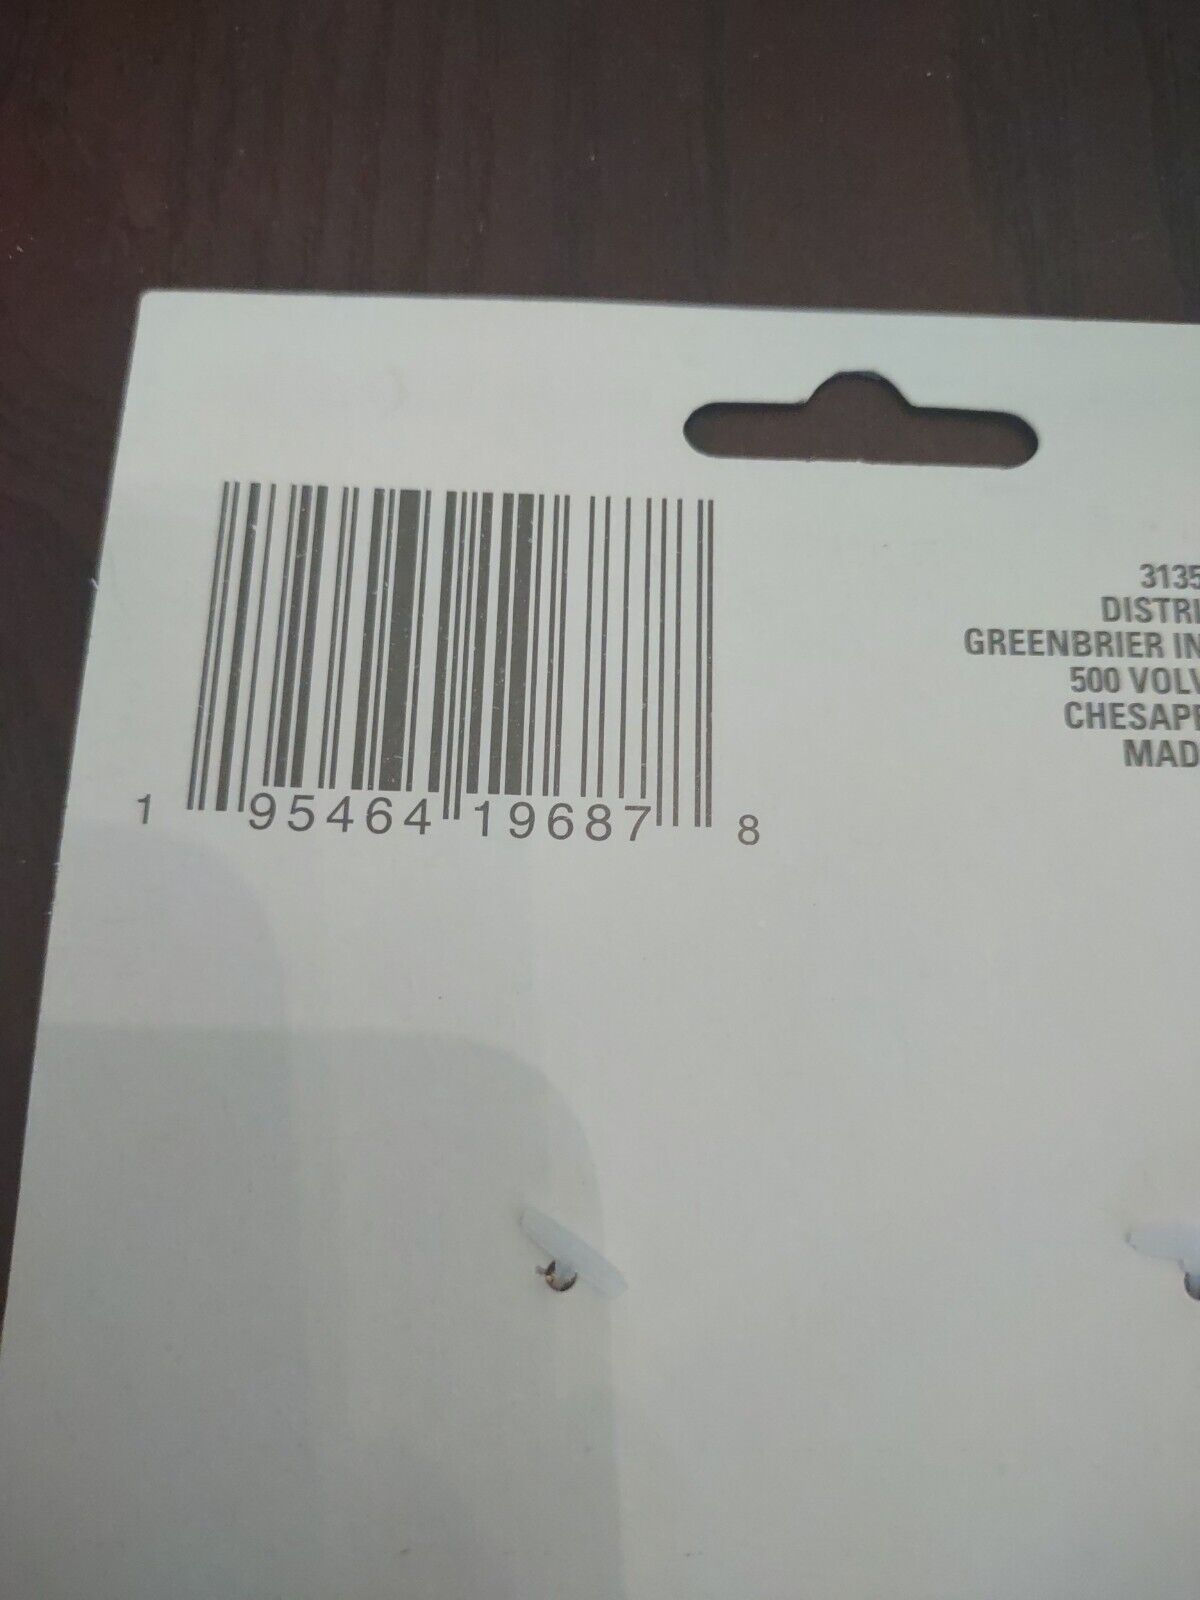 1 95464 19687 8
3135
DISTRI
GREENBRIER IN
500 VOLV
CHESAPE
MAD